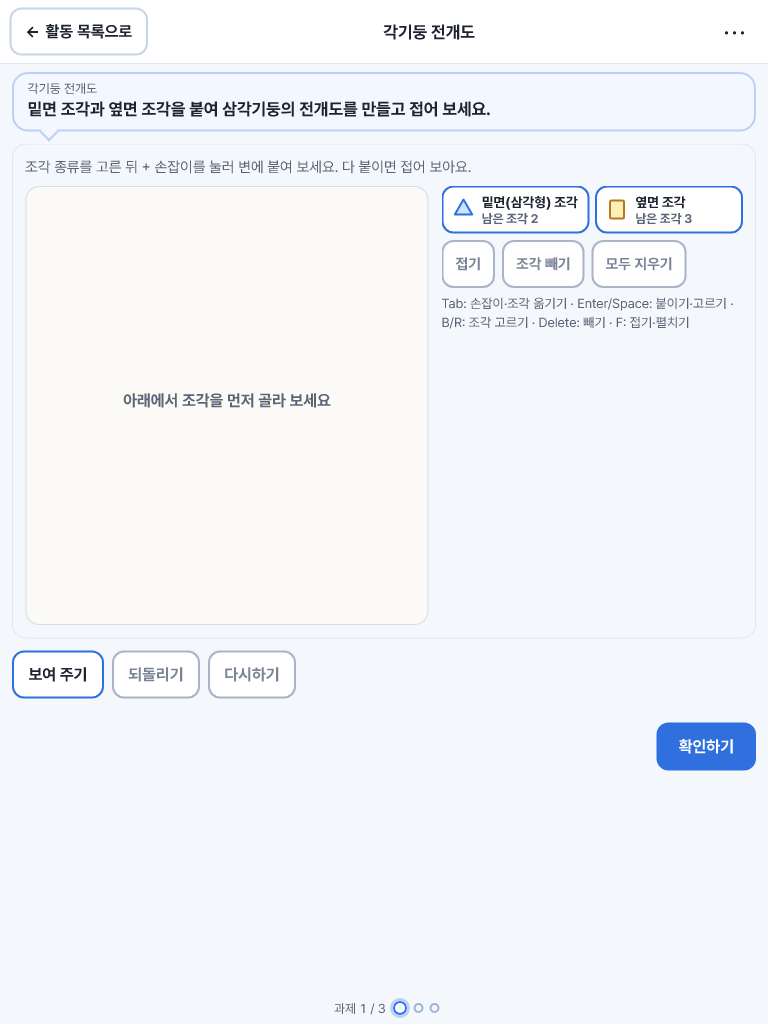 ← 활동 목록으로
각기둥 전개도
...
각기둥 전개도
밑면 조각과 옆면 조각을 붙여 삼각기둥의 전개도를 만들고 접어 보세요.
조각 종류를 고른 뒤 + 손잡이를 눌러 변에 붙여 보세요. 다 붙이면 접어 보아요.
밑면(삼각형) 조각
남은 조각 2
옆면 조각
남은 조각 3
접기
조각 빼기
모두 지우기
Tab: 손잡이·조각 옮기기 · Enter/Space: 붙이기·고르기 ·
B/R: 조각 고르기 · Delete: 빼기 · F: 접기·펼치기
아래에서 조각을 먼저 골라 보세요
보여 주기
되돌리기
다시하기
확인하기
과제 1 / 3